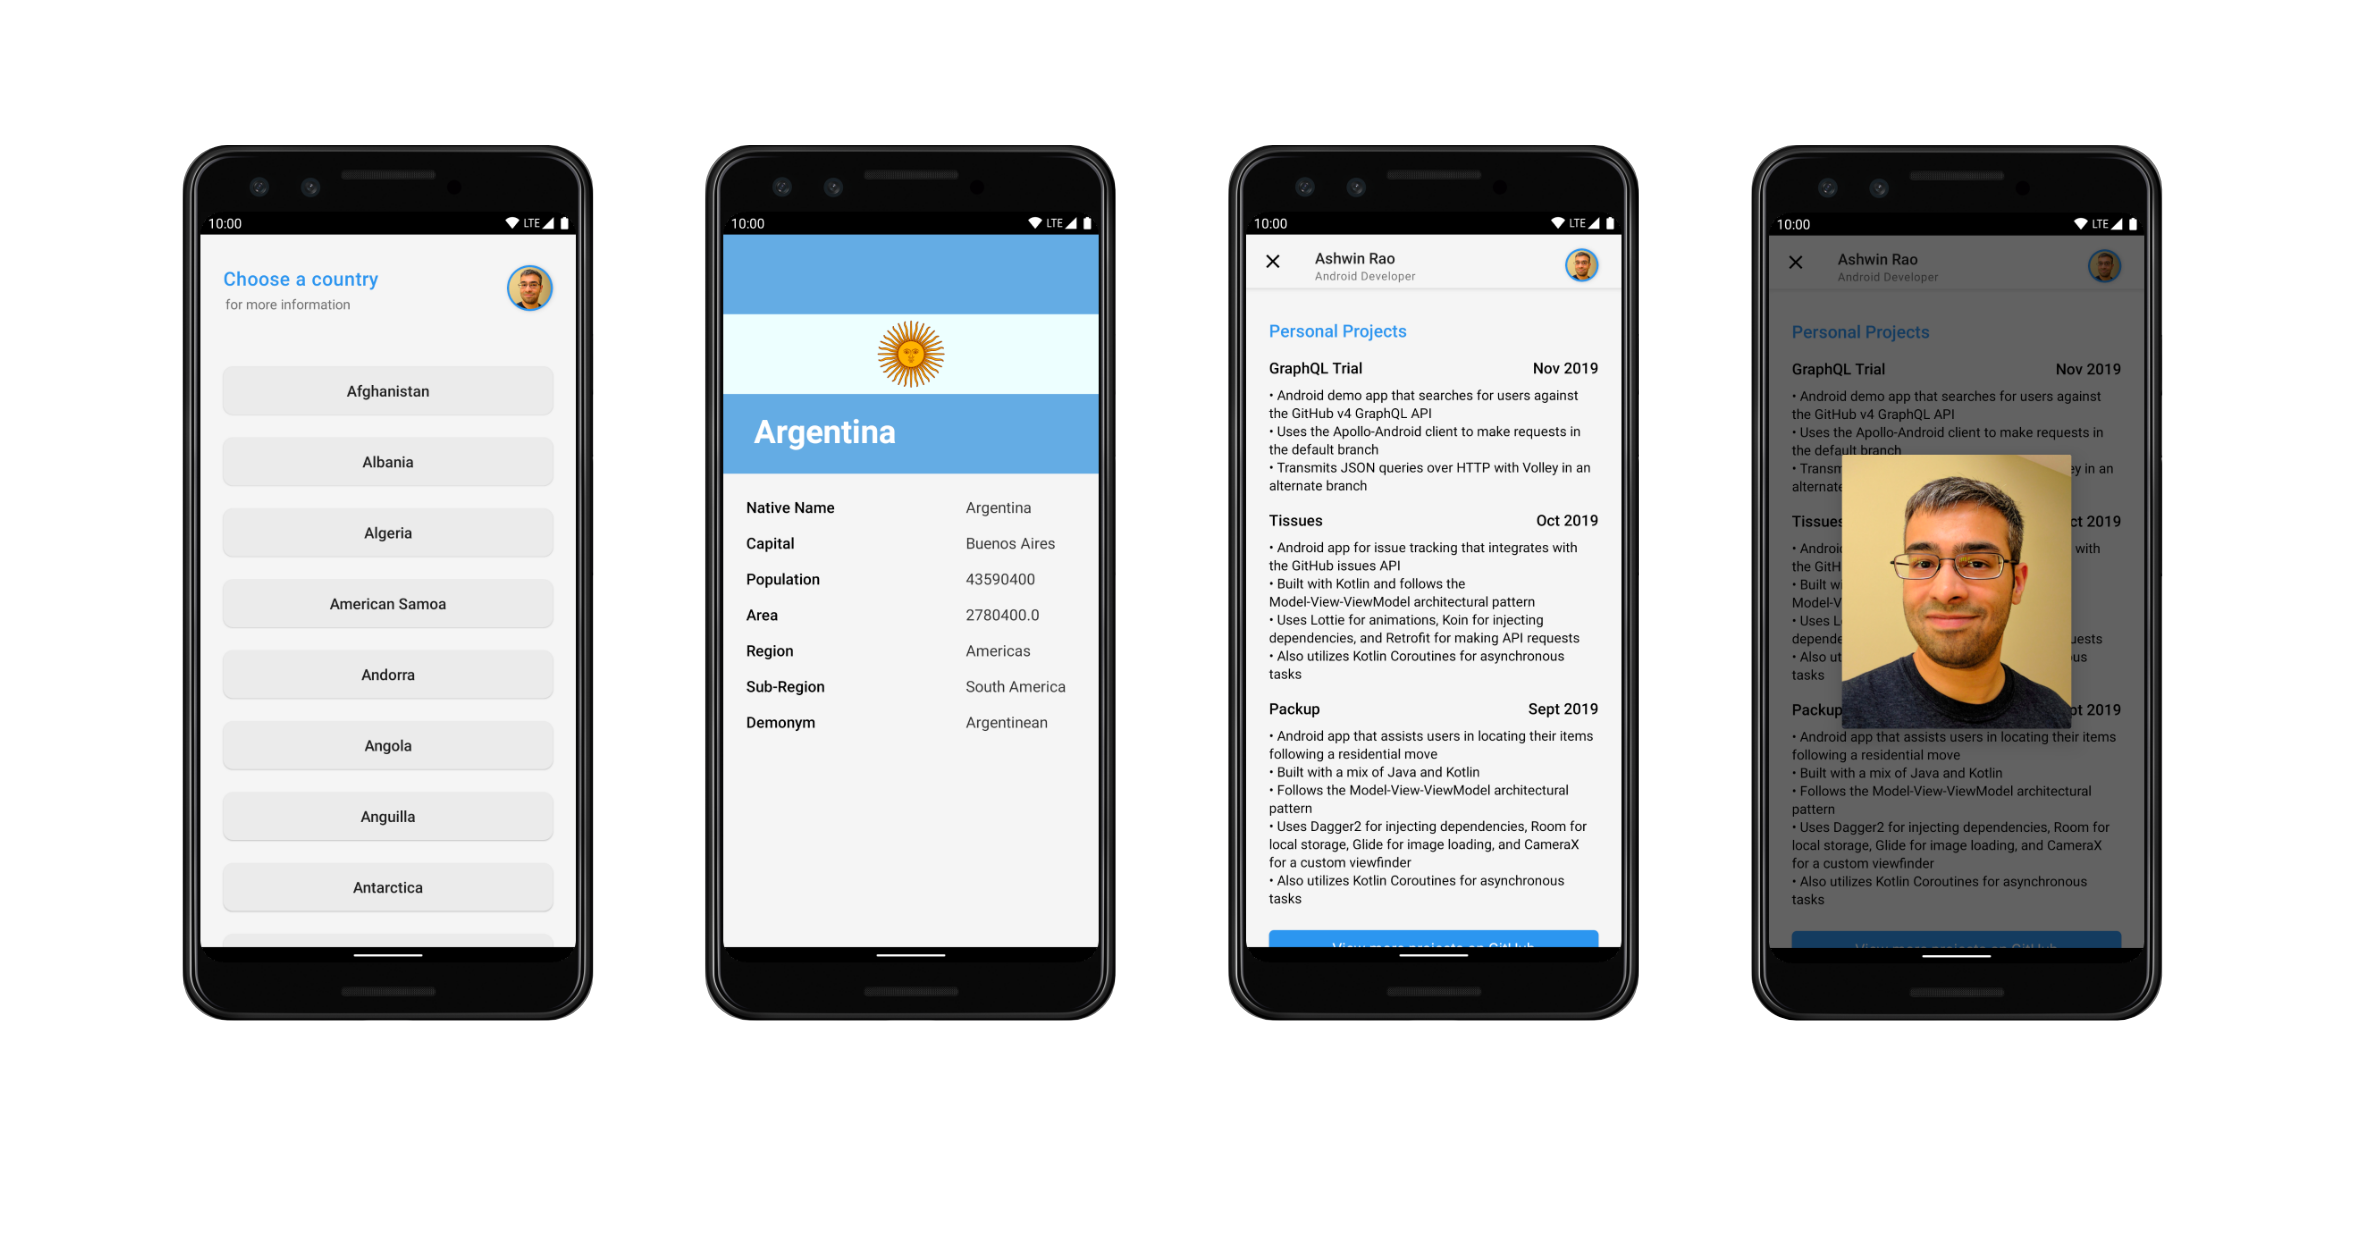 10:00
LTE
Choose a country
for more information
Afghanistan
Albania
Algeria
American Samoa
Andorra
Angola
Anguilla
Antarctica
10:00
LTE
Argentina
Native Name Argentina
Capital Buenos Aires
Population 43590400
Area 2780400.0
Region Americas
Sub-Region South America
Demonym Argentinean
10:00
LTE
Ashwin Rao
Android Developer
Personal Projects
GraphQL Trial Nov 2019
• Android demo app that searches for users against
the GitHub v4 GraphQL API
• Uses the Apollo-Android client to make requests in
the default branch
• Transmits JSON queries over HTTP with Volley in an
alternate branch
Tissues Oct 2019
• Android app for issue tracking that integrates with
the GitHub issues API
• Built with Kotlin and follows the
Model-View-ViewModel architectural pattern
• Uses Lottie for animations, Koin for injecting
dependencies, and Retrofit for making API requests
• Also utilizes Kotlin Coroutines for asynchronous
tasks
Packup Sept 2019
• Android app that assists users in locating their items
following a residential move
• Built with a mix of Java and Kotlin
• Follows the Model-View-ViewModel architectural
pattern
• Uses Dagger2 for injecting dependencies, Room for
local storage, Glide for image loading, and CameraX
for a custom viewfinder
• Also utilizes Kotlin Coroutines for asynchronous
tasks
View more projects on GitHub
10:00
LTE
Ashwin Rao
Android Developer
Personal Projects
GraphQL Trial Nov 2019
• Android demo app that searches for users against
the GitHub v4 GraphQL API
• Uses the Apollo-Android client to make requests in
the default branch
• Transm ey in an
alternate
Tissues ct 2019
• Androi with
the GitH
• Built w
Model-V
• Uses L
depende uests
• Also ut us
tasks
Packup pt 2019
• Android app that assists users in locating their items
following a residential move
• Built with a mix of Java and Kotlin
• Follows the Model-View-ViewModel architectural
pattern
• Uses Dagger2 for injecting dependencies, Room for
local storage, Glide for image loading, and CameraX
for a custom viewfinder
• Also utilizes Kotlin Coroutines for asynchronous
tasks
View more projects on GitHub